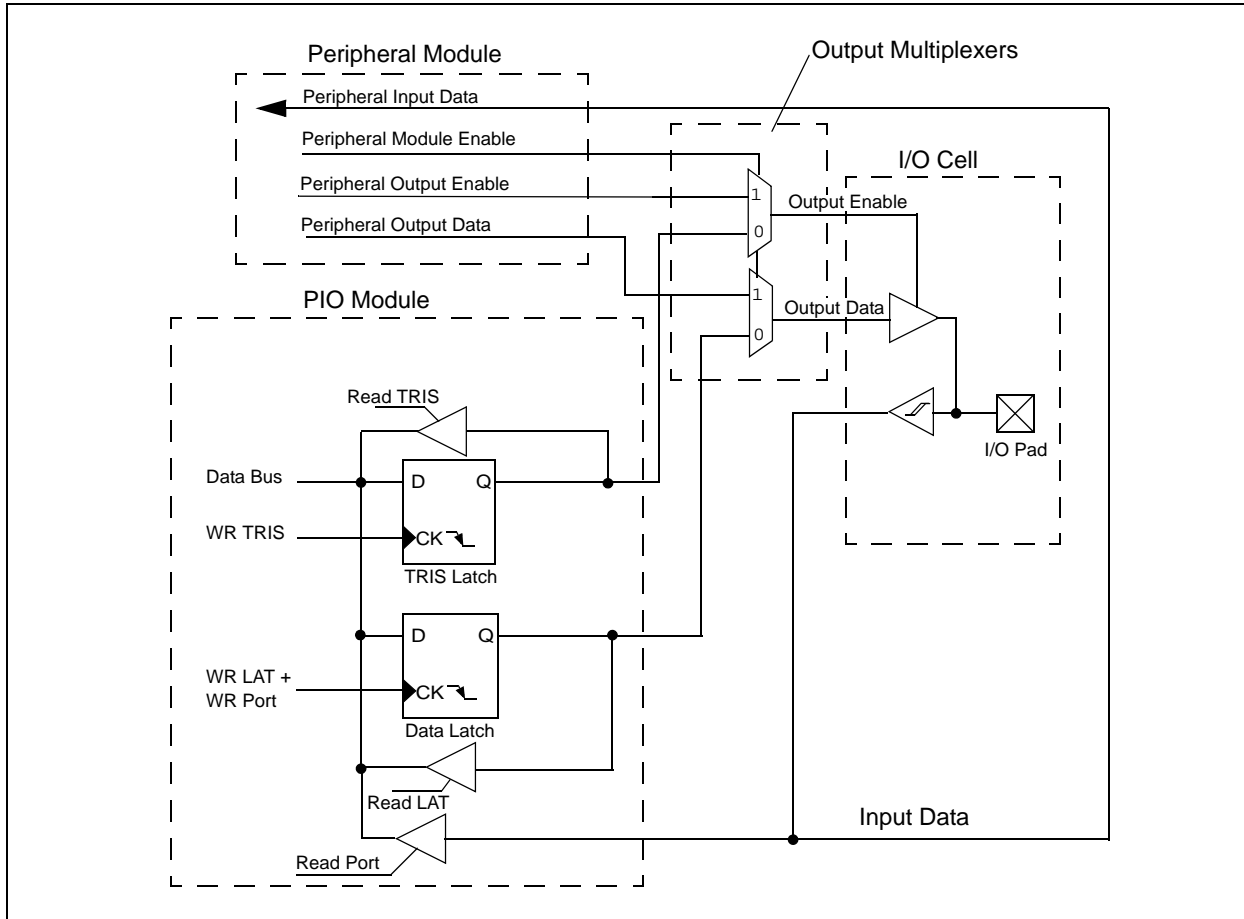 Peripheral Module
Output Multiplexers
Peripheral Input Data
Peripheral Module Enable
I/O Cell
Peripheral Output Enable
1
Output Enable
Peripheral Output Data
0
PIO Module
1
Output Data
0
Read TRIS
I/O Pad
Data Bus
D
Q
WR TRIS
CK
TRIS Latch
D
Q
WR LAT +
WR Port
CK
Data Latch
Read LAT
Input Data
Read Port